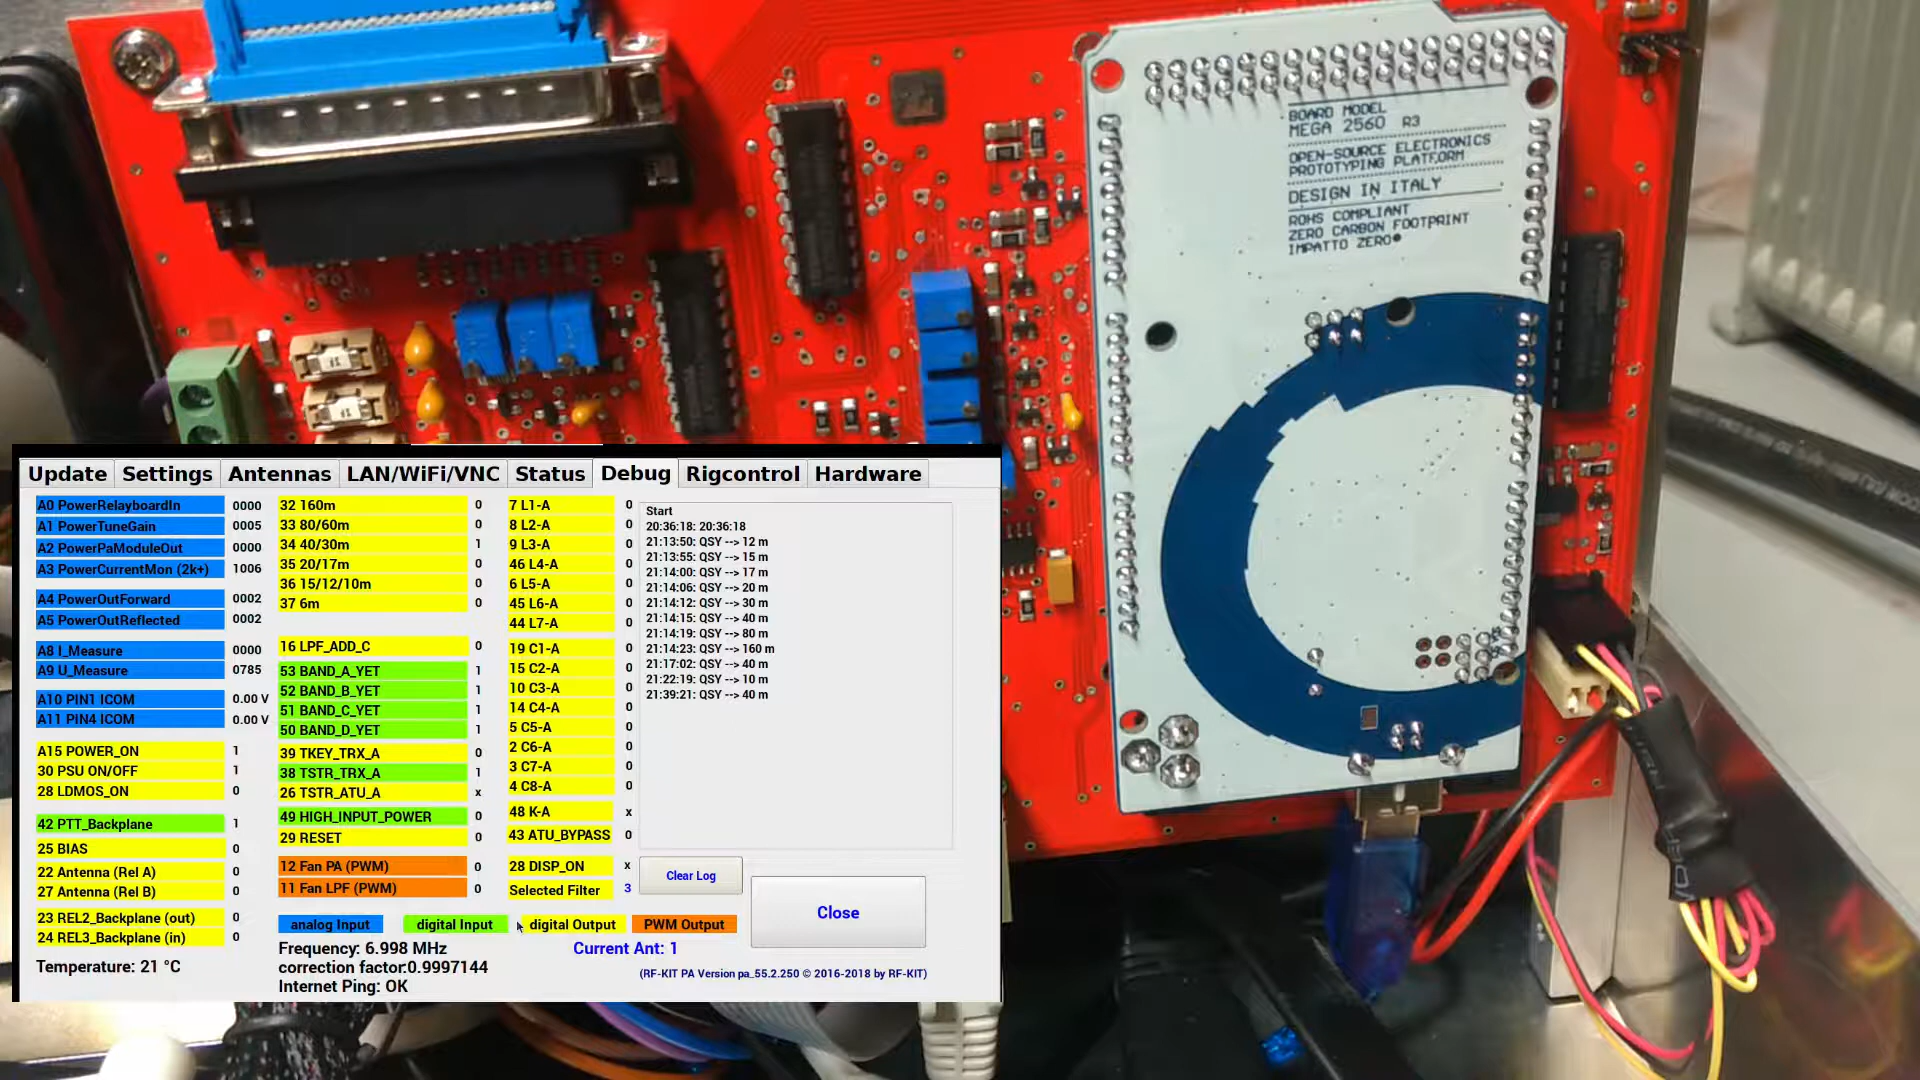 BOARD MODEL
MEGA 2560 R3
OPEN-SOURCE ELECTRONICS
PROTOTYPING PLATFORM
DESIGN IN ITALY
ROHS COMPLIANT
ZERO CARBON FOOTPRINT
IMPATTO ZERO
Update Settings Antennas LAN/WiFi/VNC Status Debug Rigcontrol Hardware
A0 PowerRelayboardIn 0000
A1 PowerTuneGain 0005
A2 PowerPaModuleOut 0000
A3 PowerCurrentMon (2k+) 1006
A4 PowerOutForward 0002
A5 PowerOutReflected 0002
A8 I_Measure 0000
A9 U_Measure 0785
A10 PIN1 ICOM 0.00 V
A11 PIN4 ICOM 0.00 V
A15 POWER_ON 1
30 PSU ON/OFF 1
28 LDMOS_ON 0
42 PTT_Backplane 1
25 BIAS 0
22 Antenna (Rel A) 0
27 Antenna (Rel B) 0
23 REL2_Backplane (out) 0
24 REL3_Backplane (in) 0
Temperature: 21 °C
32 160m 0
33 80/60m 0
34 40/30m 1
35 20/17m 0
36 15/12/10m 0
37 6m 0
16 LPF_ADD_C 0
53 BAND_A_YET 1
52 BAND_B_YET 1
51 BAND_C_YET 1
50 BAND_D_YET 1
39 TKEY_TRX_A 0
38 TSTR_TRX_A 1
26 TSTR_ATU_A x
49 HIGH_INPUT_POWER 0
29 RESET 0
12 Fan PA (PWM) 0
11 Fan LPF (PWM) 0
7 L1-A 0
8 L2-A 0
9 L3-A 0
46 L4-A 0
6 L5-A 0
45 L6-A 0
44 L7-A 0
19 C1-A 0
15 C2-A 0
10 C3-A 0
14 C4-A 0
5 C5-A 0
2 C6-A 0
3 C7-A 0
4 C8-A 0
48 K-A x
43 ATU_BYPASS 0
28 DISP_ON x
Selected Filter 3
Start
20:36:18: 20:36:18
21:13:50: QSY --> 12 m
21:13:55: QSY --> 15 m
21:14:00: QSY --> 17 m
21:14:06: QSY --> 20 m
21:14:12: QSY --> 30 m
21:14:15: QSY --> 40 m
21:14:19: QSY --> 80 m
21:14:23: QSY --> 160 m
21:17:02: QSY --> 40 m
21:22:19: QSY --> 10 m
21:39:21: QSY --> 40 m
Clear Log
Close
analog Input digital Input digital Output PWM Output
Frequency: 6.998 MHz
correction factor:0.9997144
Internet Ping: OK
Current Ant: 1
(RF-KIT PA Version pa_55.2.250 © 2016-2018 by RF-KIT)